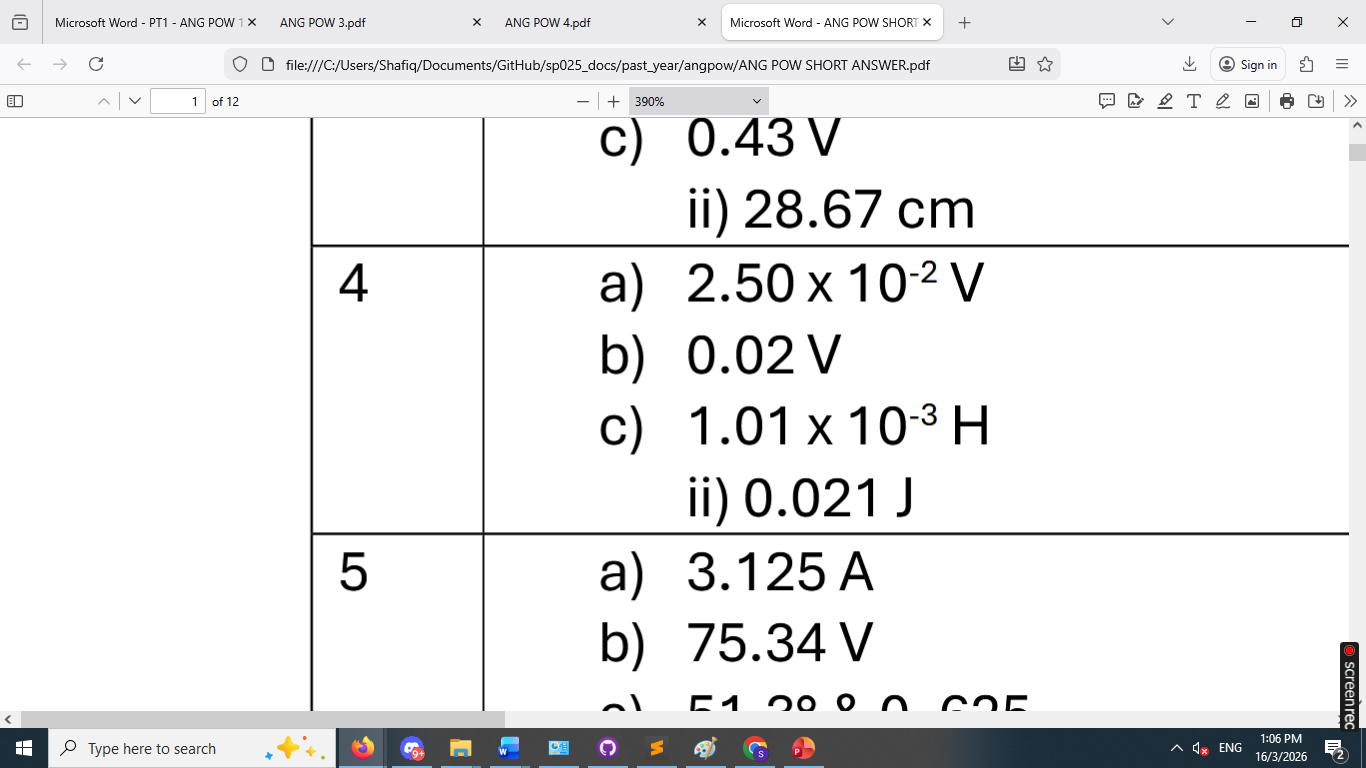 Microsoft Word - PT1 - ANG POW 1
ANG POW 3.pdf
ANG POW 4.pdf
Microsoft Word - ANG POW SHORT
file:///C:/Users/Shafiq/Documents/GitHub/sp025_docs/past_year/angpow/ANG POW SHORT ANSWER.pdf
Sign in
1 of 12
390%
c) 0.43 V
ii) 28.67 cm
4 a) 2.50 x 10⁻² V
b) 0.02 V
c) 1.01 x 10⁻³ H
ii) 0.021 J
5 a) 3.125 A
b) 75.34 V
screenrec
Type here to search
9+
ENG
1:06 PM
16/3/2026
2